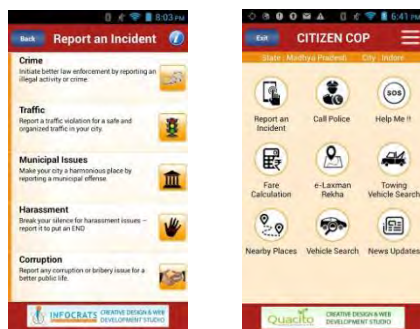 8:03 PM
Back
Report an Incident
Crime
Initiate better law enforcement by reporting an
illegal activity or crime
Traffic
Report a traffic violation for a safe and
organized traffic in your city.
Municipal Issues
Make your city a harmonious place by
reporting a municipal offense.
Harassment
Break your silence for harassment issues –
report it to put an END
Corruption
Report any corruption or bribery issue for a
better public life.
INFOCRATS
CREATIVE DESIGN & WEB
DEVELOPMENT STUDIO
6:41 PM
Exit
CITIZEN COP
State : Madhya Pradesh
City : Indore
Report an
Incident
Call Police
SOS
Help Me !!
Fare
Calculation
e-Laxman
Rekha
Towing
Vehicle Search
Nearby Places
Vehicle Search
News Updates
Quacito
CREATIVE DESIGN & WEB
DEVELOPMENT STUDIO